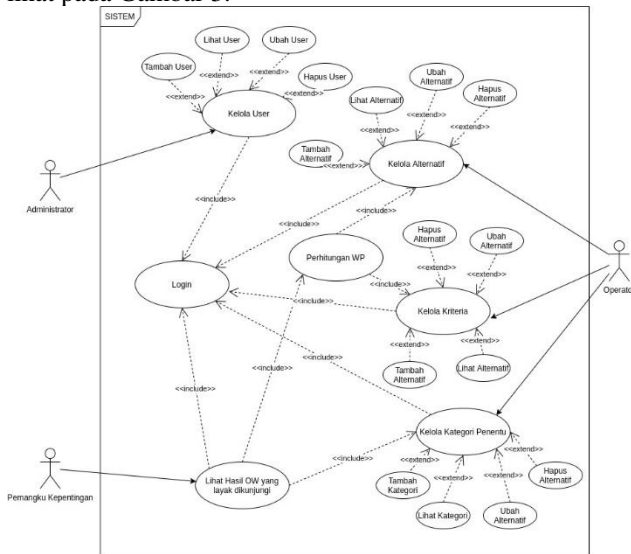 lihat pada Gambar 3.
SISTEM
Lihat User
Ubah User
Tambah User
Hapus User
<<extend>>
<<extend>>
<<extend>>
<<extend>>
Kelola User
Ubah
Alternatif
Hapus
Alternatif
Lihat Alternatif
<<extend>>
<<extend>>
<<extend>>
Tambah
Alternatif
<<extend>>
Kelola Alternatif
Administrator
<<include>>
<<include>>
<<include>>
Perhitungan WP
Hapus
Alternatif
Ubah
Alternatif
<<extend>>
<<extend>>
Login
<<include>>
<<include>>
Kelola Kriteria
Operator
<<extend>>
<<extend>>
Tambah
Alternatif
Lihat Alternatif
<<include>>
<<include>>
<<include>>
Kelola Kategori Penentu
<<include>>
Pemangku Kepentingan
Lihat Hasil OW yang
layak dikunjungi
<<extend>>
<<extend>>
<<extend>>
<<extend>>
Tambah
Kategori
Lihat Kategori
Ubah
Alternatif
Hapus
Alternatif